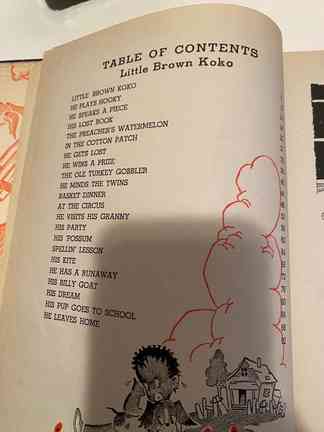 TABLE OF CONTENTS
Little Brown Koko
LITTLE BROWN KOKO
HE PLAYS HOOKY
HE SPEAKS A PIECE
HIS LOST BOOK
THE PREACHER'S WATERMELON
IN THE COTTON PATCH
HE GETS LOST
HE WINS A PRIZE
THE OLE TURKEY GOBBLER
HE MINDS THE TWINS
BASKET DINNER
AT THE CIRCUS
HE VISITS HIS GRANNY
HIS PARTY
HIS 'POSSUM
SPELLIN' LESSON
HIS KITE
HE HAS A RUNAWAY
HIS BILLY GOAT
HIS DREAM
HIS PUP GOES TO SCHOOL
HE LEAVES HOME